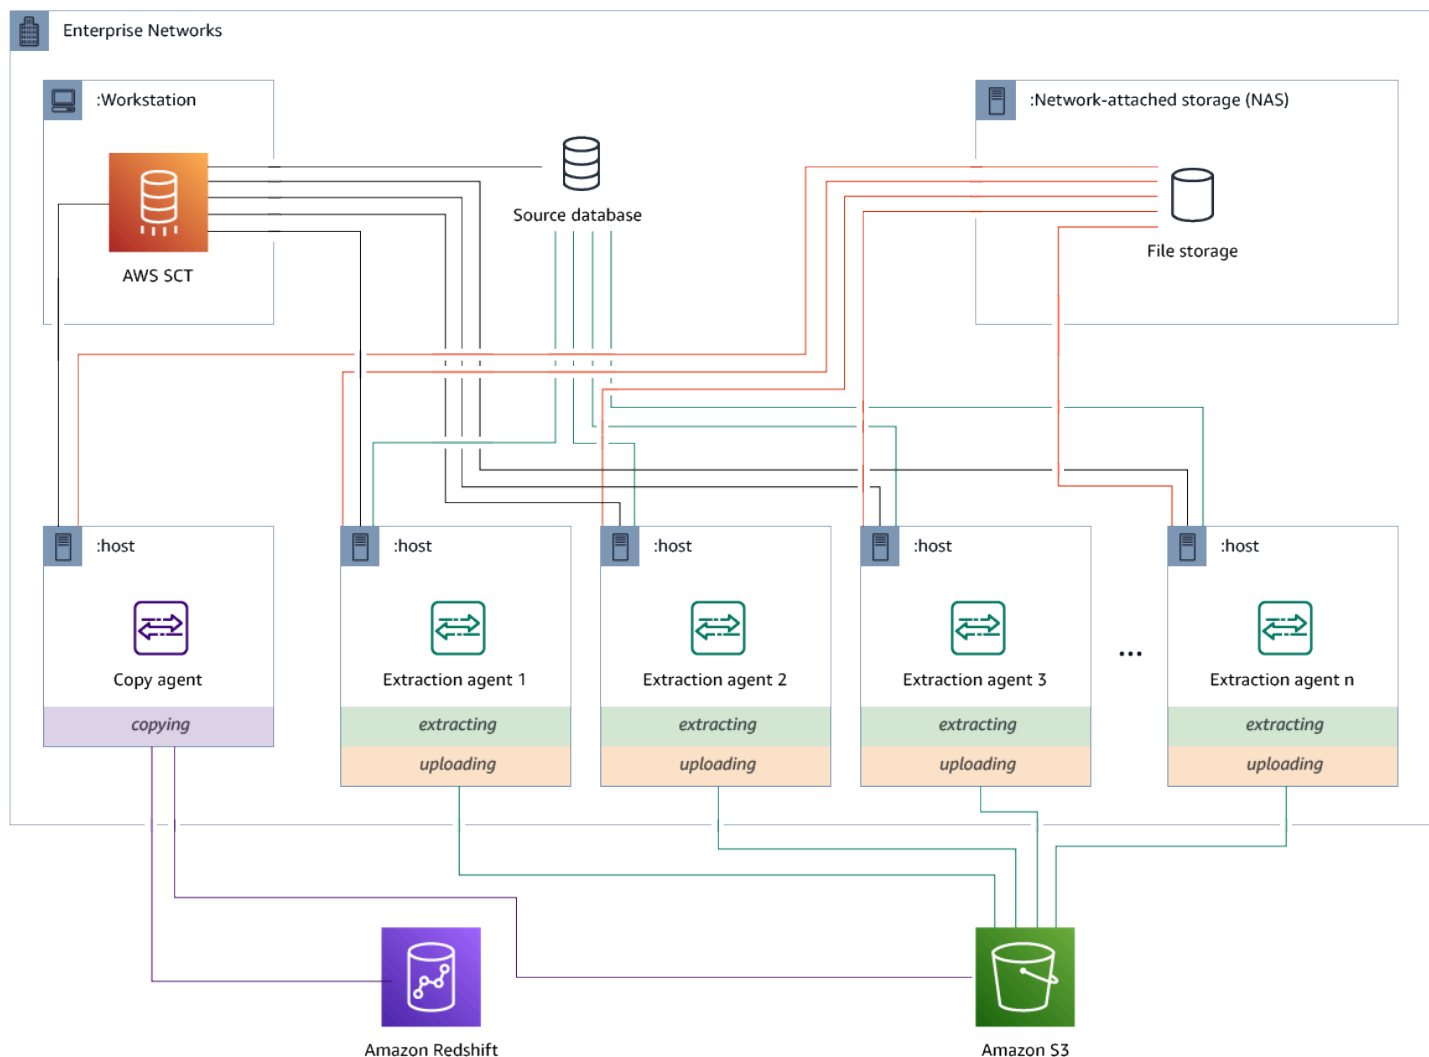 Enterprise Networks
:Workstation
:Network-attached storage (NAS)
Source database
File storage
AWS SCT
:host
:host
:host
:host
:host
...
Copy agent
Extraction agent 1
Extraction agent 2
Extraction agent 3
Extraction agent n
copying
extracting
extracting
extracting
extracting
uploading
uploading
uploading
uploading
Amazon Redshift
Amazon S3